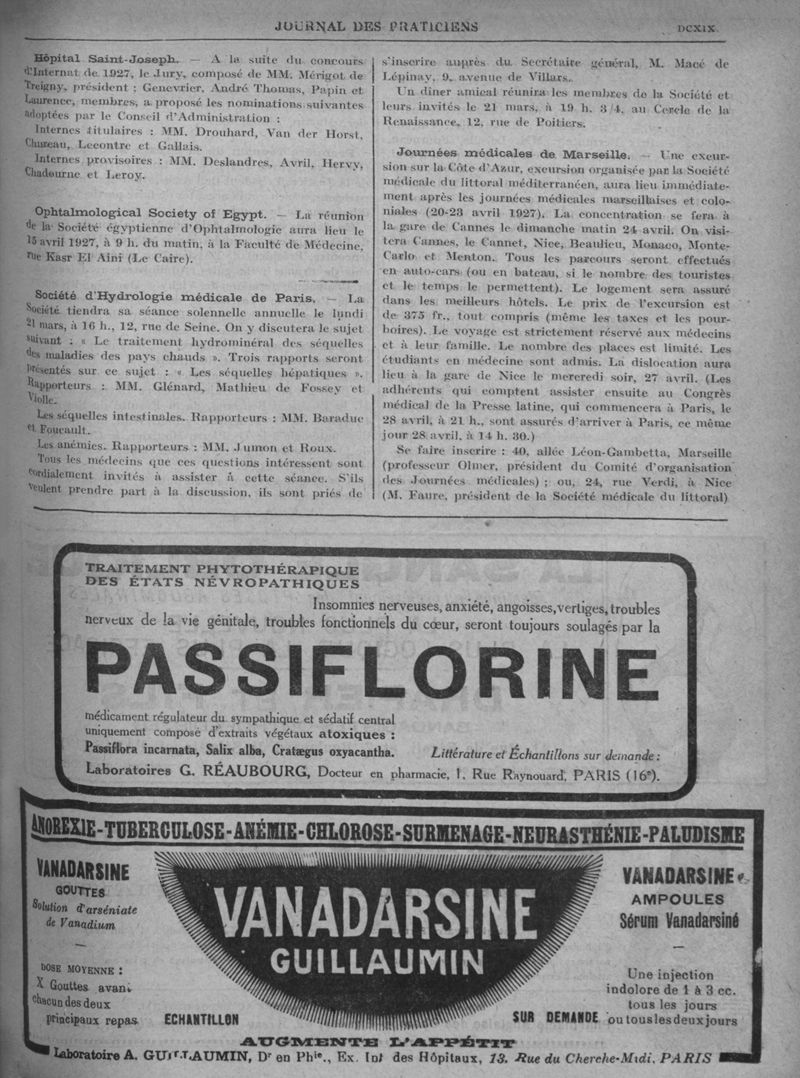 JOURNAL DES PRATICIENS
DCXIX
Hôpital Saint-Joseph. — A la suite du concours
d'Internat de 1927, le Jury, composé de MM. Mérigot de
Treigny, président ; Genevrier, André Thomas, Papin et
Laurence, membres, a proposé les nominations suivantes
adoptées par le Conseil d'Administration :
Internes titulaires : MM. Drouhard, Van der Horst,
Lecontre et Gallais.
Internes provisoires : MM. Deslandres, Avril, Hervy,
Chadourne et Leroy.
Ophtalmological Society of Egypt. — La réunion
de la Société égyptienne d'Ophtalmologie aura lieu le
15 avril 1927, à 9 h. du matin, à la Faculté de Médecine,
rue Kasr El Aini (Le Caire).
Société d'Hydrologie médicale de Paris. — La
Société tiendra sa séance solennelle annuelle le lundi
21 mars, à 16 h., 12, rue de Seine. On y discutera le sujet
suivant : « Le traitement hydrominéral des séquelles
des maladies des pays chauds ». Trois rapports seront
présentés sur ce sujet : « Les séquelles hépatiques ».
Rapporteurs : MM. Glénard, Mathieu de Fossey et
Violle.
Les séquelles intestinales. Rapporteurs : MM. Baraduc
et Foucault.
Les anémies. Rapporteurs : MM. Jumon et Roux.
Tous les médecins que ces questions intéressent sont
cordialement invités à assister à cette séance. S'ils
veulent prendre part à la discussion, ils sont priés de
s'inscrire auprès du Secrétaire général, M. Macé de
Lépinay, 9, avenue de Villars.
Un dîner amical réunira les membres de la Société et
leurs invités le 21 mars, à 19 h. 3/4, au Cercle de la
Renaissance, 12, rue de Poitiers.
Journées médicales de Marseille. — Une excur-
sion sur la Côte d'Azur, excursion organisée par la Société
médicale du littoral méditerranéen, aura lieu immédiate-
ment après les journées médicales marseillaises et colo-
niales (20-23 avril 1927). La concentration se fera à
la gare de Cannes le dimanche matin 24 avril. On visi-
tera Cannes, le Cannet, Nice, Beaulieu, Monaco, Monte-
Carlo et Menton. Tous les parcours seront effectués
en auto-cars (ou en bateau, si le nombre des touristes
et le temps le permettent). Le logement sera assuré
dans les meilleurs hôtels. Le prix de l'excursion est
de 375 fr., tout compris (même les taxes et les pour-
boires). Le voyage est strictement réservé aux médecins
et à leur famille. Le nombre des places est limité. Les
étudiants en médecine sont admis. La dislocation aura
lieu à la gare de Nice le mercredi soir, 27 avril. (Les
adhérents qui comptent assister ensuite au Congrès
médical de la Presse latine, qui commencera à Paris, le
28 avril, à 21 h., sont assurés d'arriver à Paris, ce même
jour 28 avril, à 14 h. 30.)
Se faire inscrire : 40, allée Léon-Gambetta, Marseille
(professeur Olmer, président du Comité d'organisation
des Journées médicales) ; ou, 24, rue Verdi, à Nice
(M. Faure, président de la Société médicale du littoral)
TRAITEMENT PHYTOTHÉRAPIQUE
DES ÉTATS NÉVROPATHIQUES
Insomnies nerveuses, anxiété, angoisses, vertiges, troubles
nerveux de la vie génitale, troubles fonctionnels du cœur, seront toujours soulagés par la
PASSIFLORINE
médicament régulateur du sympathique et sédatif central
uniquement composé d'extraits végétaux atoxiques :
Passiflora incarnata, Salix alba, Cratægus oxyacantha.
Littérature et Échantillons sur demande :
Laboratoires G. RÉAUBOURG, Docteur en pharmacie, 1, Rue Raynouard, PARIS (16e).
ANOREXIE-TUBERCULOSE-ANÉMIE-CHLOROSE-SURMENAGE-NEURASTHÉNIE-PALUDISME
VANADARSINE
GOUTTES
Solution d'arséniate
de Vanadium
DOSE MOYENNE :
X Gouttes avant
chacun des deux
principaux repas
VANADARSINE
GUILLAUMIN
ECHANTILLON
SUR DEMANDE
VANADARSINE
AMPOULES
Sérum Vanadarsiné
Une injection
indolore de 1 à 3 cc.
tous les jours
ou tous les deux jours
AUGMENTE L'APPÉTIT
Laboratoire A. GUILLAUMIN, Dr en Phie., Ex. Int des Hôpitaux, 13, Rue du Cherche-Midi, PARIS